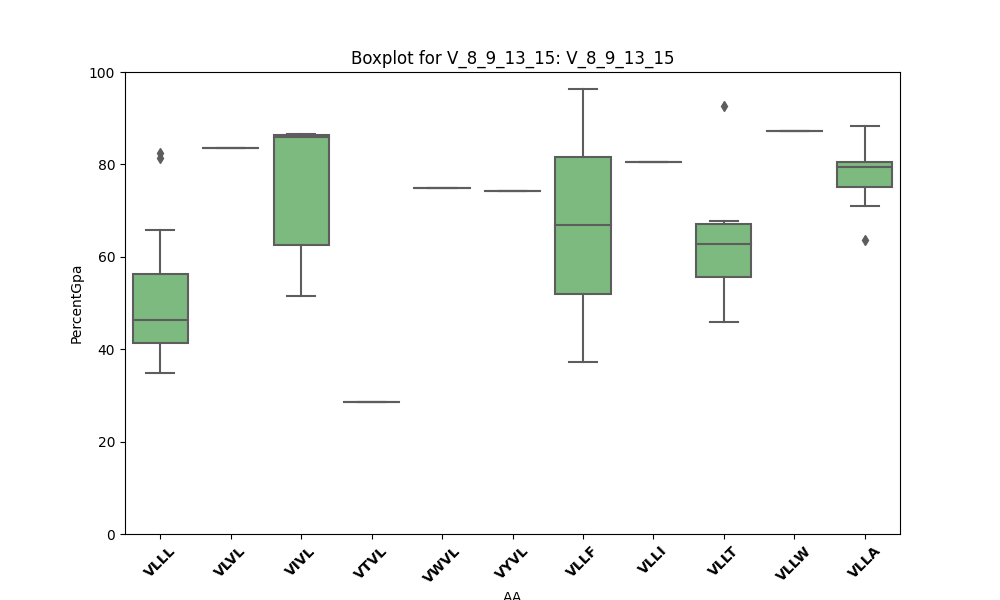 Boxplot for V_8_9_13_15: V_8_9_13_15
100
80
60
40
20
0
PercentGpa
VLLL VLVL VIVL VTVL VWVL VYVL VLLF VLLI VLLT VLLW VLLA
AA